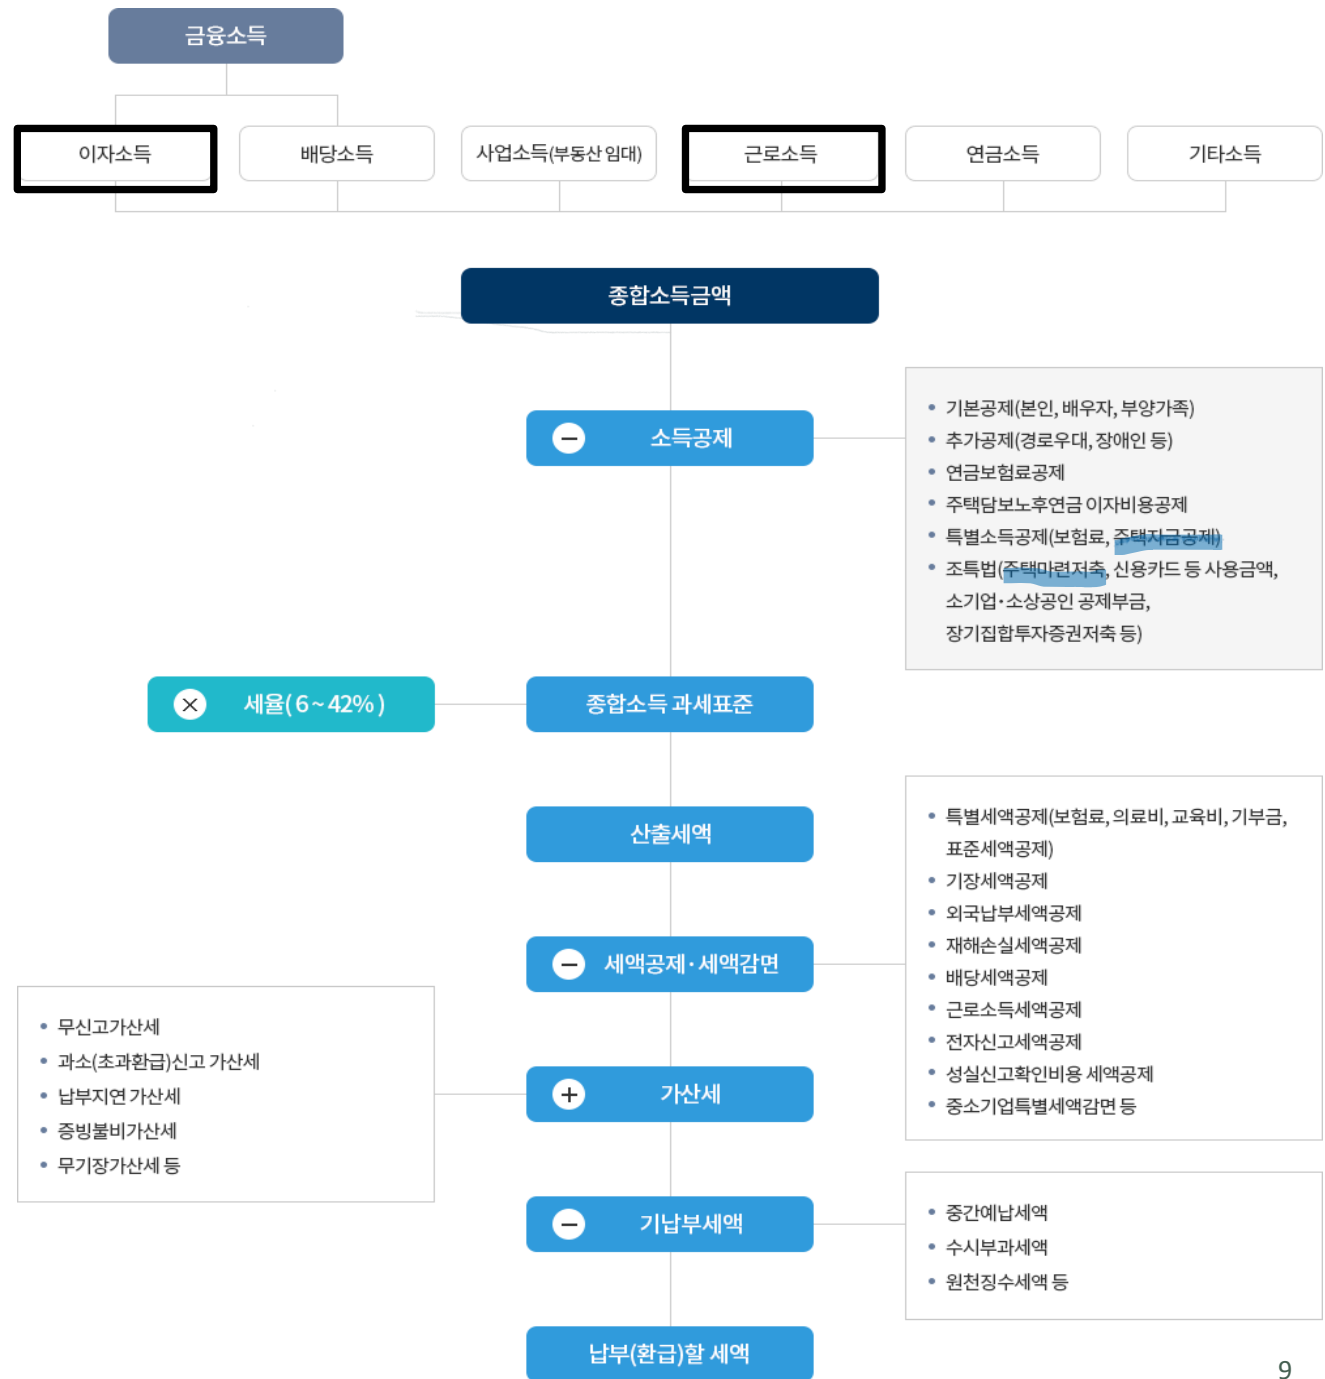 금융소득
이자소득
배당소득
사업소득(부동산 임대)
근로소득
연금소득
기타소득
종합소득금액
소득공제
• 기본공제(본인, 배우자, 부양가족)
• 추가공제(경로우대, 장애인 등)
• 연금보험료공제
• 주택담보노후연금 이자비용공제
• 특별소득공제(보험료, 주택자금공제)
• 조특법(주택마련저축, 신용카드 등 사용금액,
소기업·소상공인 공제부금,
장기집합투자증권저축 등)
세율( 6 ~ 42% )
종합소득 과세표준
산출세액
세액공제·세액감면
• 특별세액공제(보험료, 의료비, 교육비, 기부금,
표준세액공제)
• 기장세액공제
• 외국납부세액공제
• 재해손실세액공제
• 배당세액공제
• 근로소득세액공제
• 전자신고세액공제
• 성실신고확인비용 세액공제
• 중소기업특별세액감면 등
• 무신고가산세
• 과소(초과환급)신고 가산세
• 납부지연 가산세
• 증빙불비가산세
• 무기장가산세 등
가산세
기납부세액
• 중간예납세액
• 수시부과세액
• 원천징수세액 등
납부(환급)할 세액
9